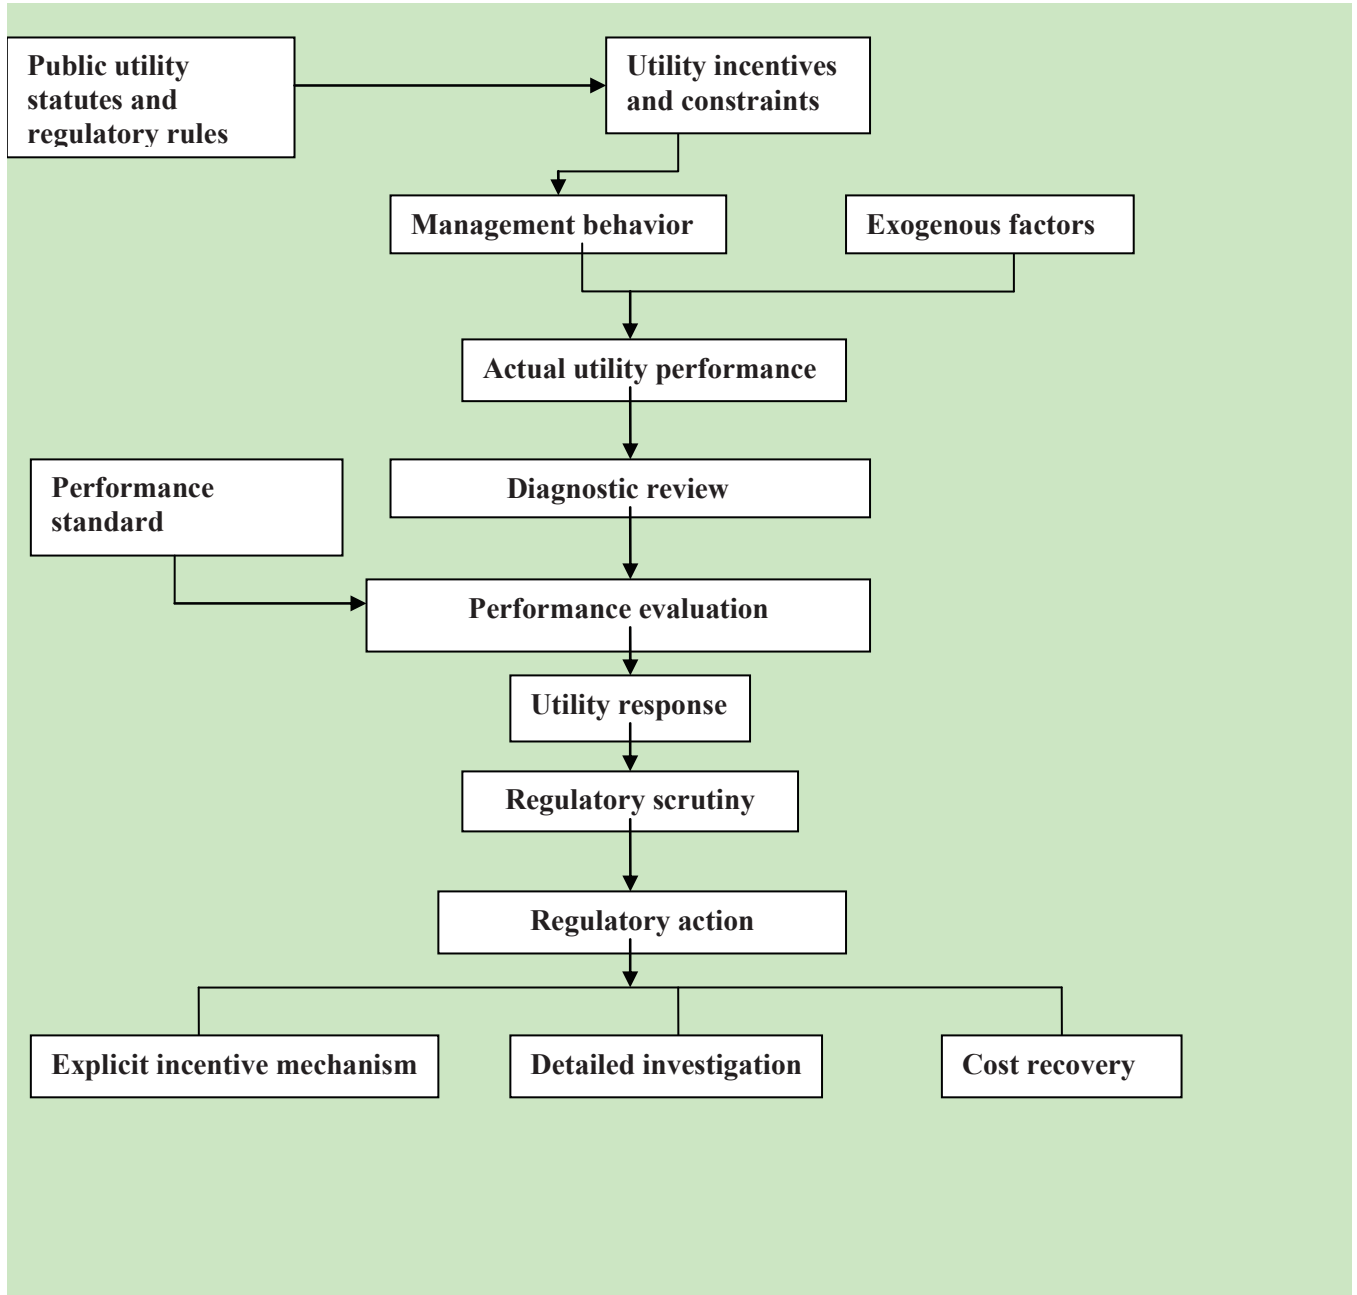 Public utility
statutes and
regulatory rules
Utility incentives
and constraints
Management behavior
Exogenous factors
Actual utility performance
Performance
standard
Diagnostic review
Performance evaluation
Utility response
Regulatory scrutiny
Regulatory action
Explicit incentive mechanism
Detailed investigation
Cost recovery